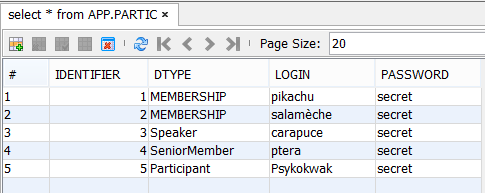 select * from APP.PARTIC ×
Page Size: 20
# IDENTIFIER DTYPE LOGIN PASSWORD
1 1 MEMBERSHIP pikachu secret
2 2 MEMBERSHIP salamèche secret
3 3 Speaker carapuce secret
4 4 SeniorMember ptera secret
5 5 Participant Psykokwak secret